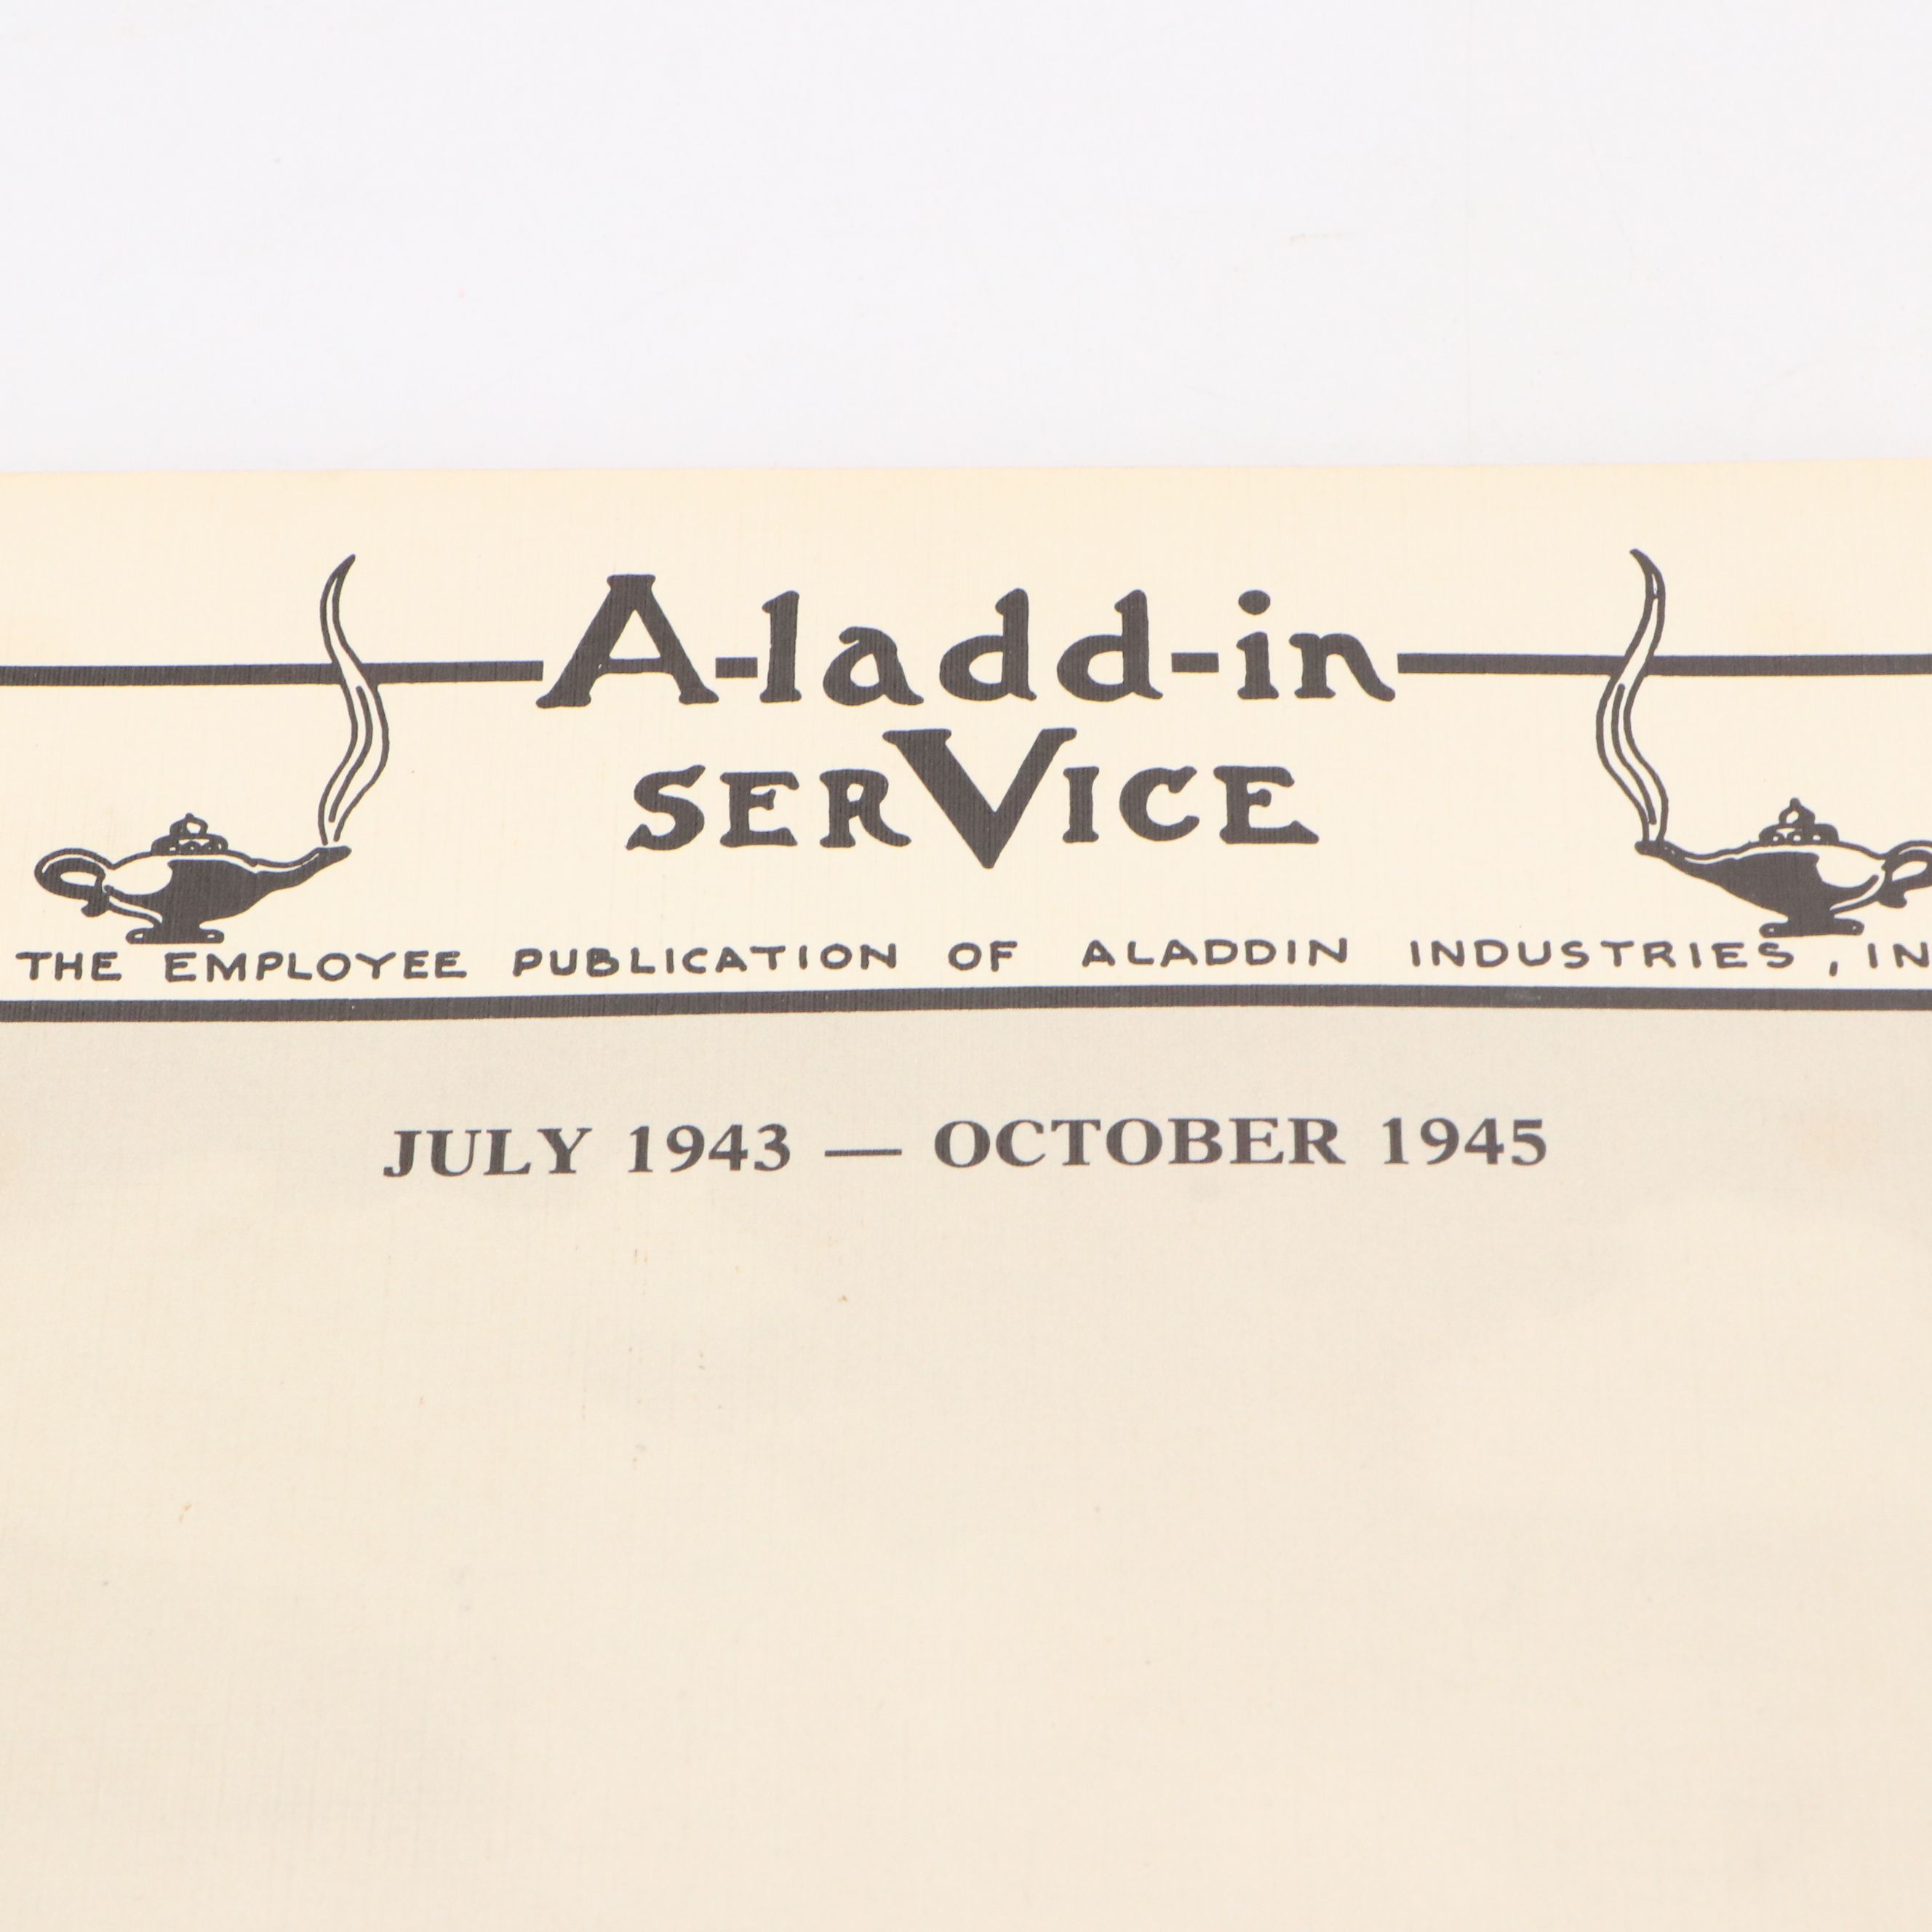 A-ladd-in
SERVICE
THE EMPLOYEE PUBLICATION OF ALADDIN INDUSTRIES, IN
JULY 1943 — OCTOBER 1945